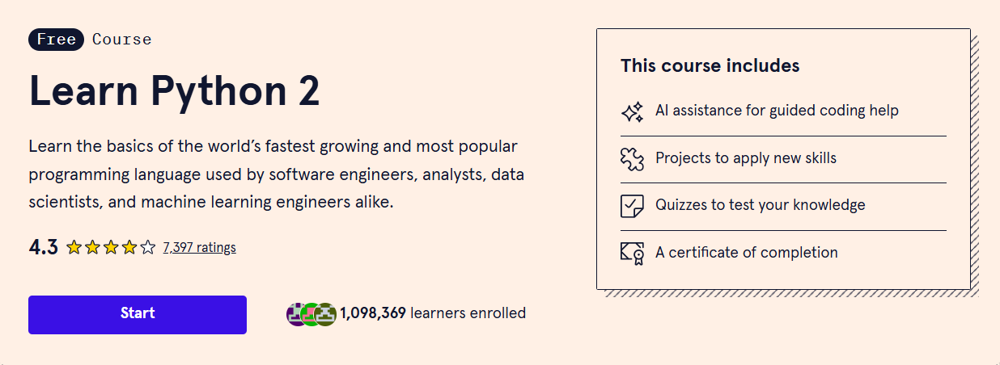 Free Course
Learn Python 2
Learn the basics of the world’s fastest growing and most popular
programming language used by software engineers, analysts, data
scientists, and machine learning engineers alike.
4.3 7,397 ratings
Start
1,098,369 learners enrolled
This course includes
AI assistance for guided coding help
Projects to apply new skills
Quizzes to test your knowledge
A certificate of completion